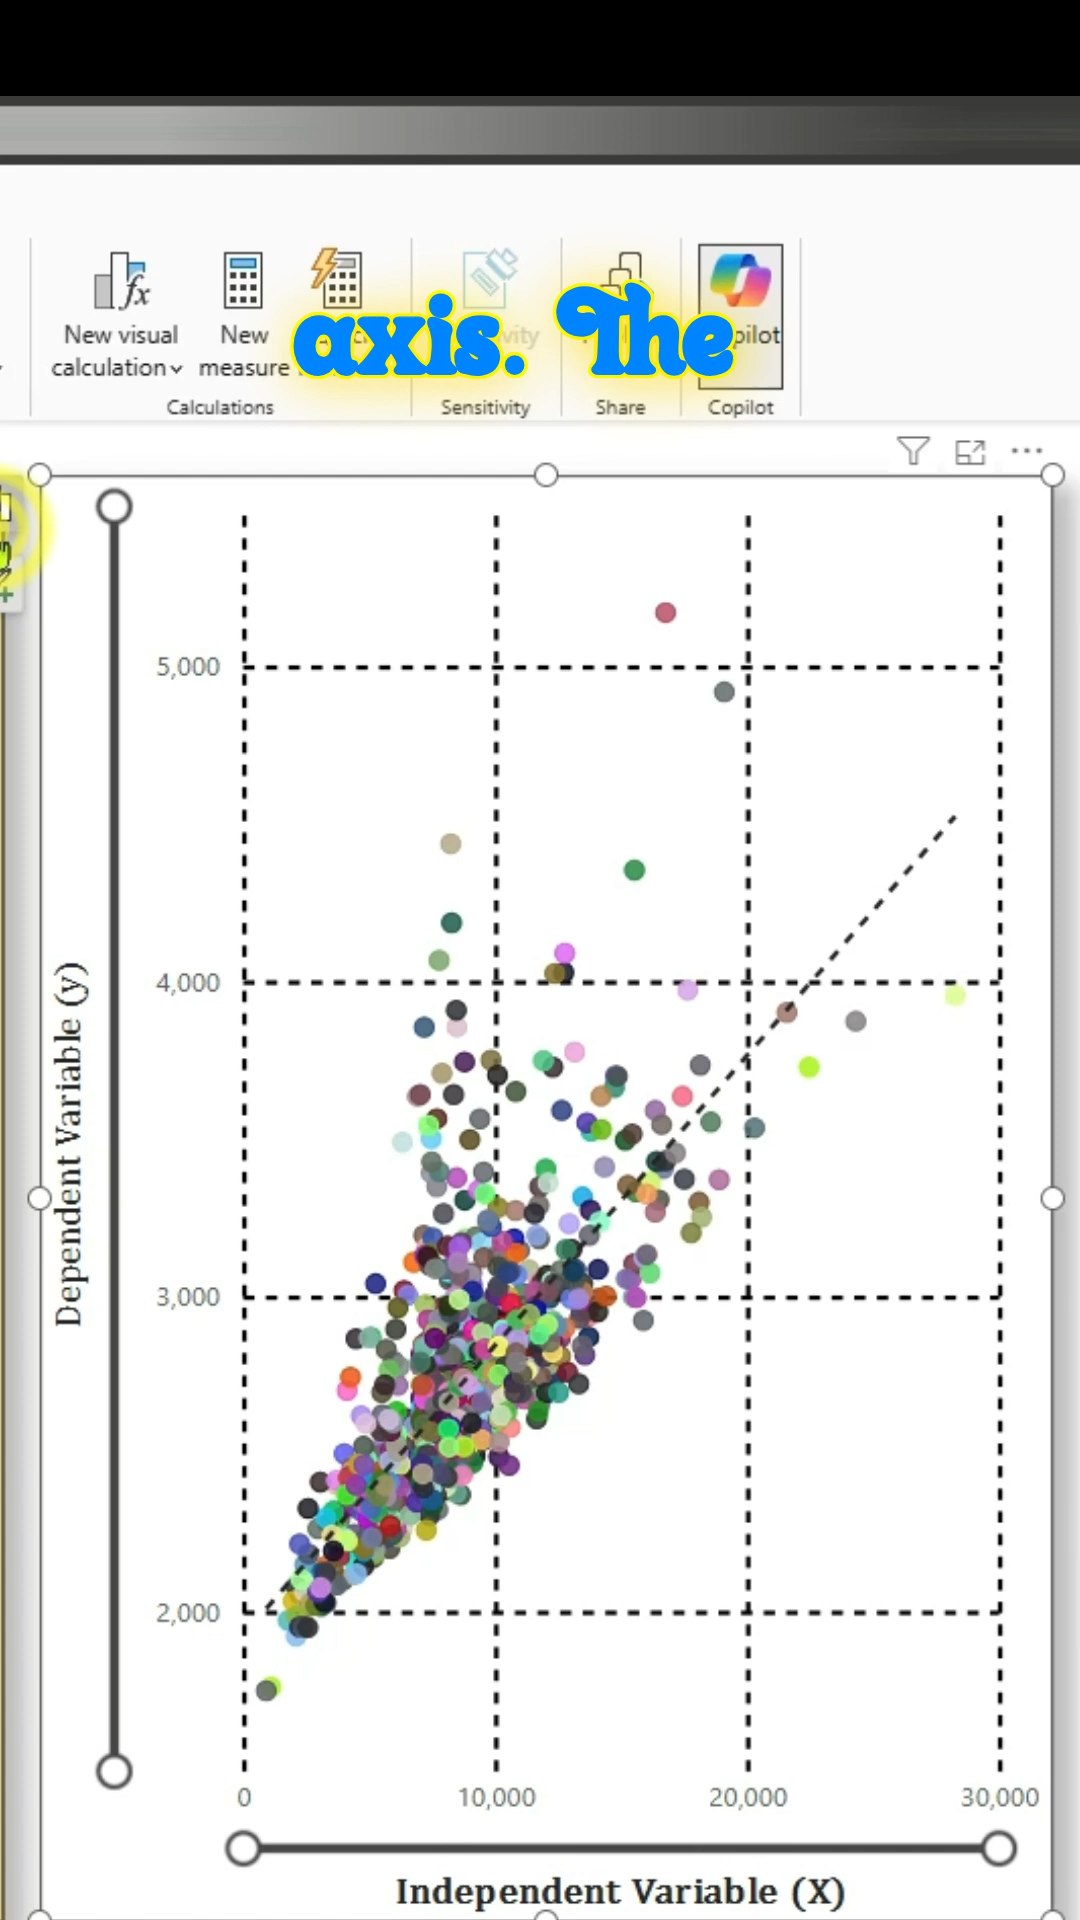 New visual
calculation
New
measure
axis. The
Calculations
Sensitivity
Share
Copilot
5,000
4,000
3,000
2,000
Dependent Variable (y)
0
10,000
20,000
30,000
Independent Variable (X)